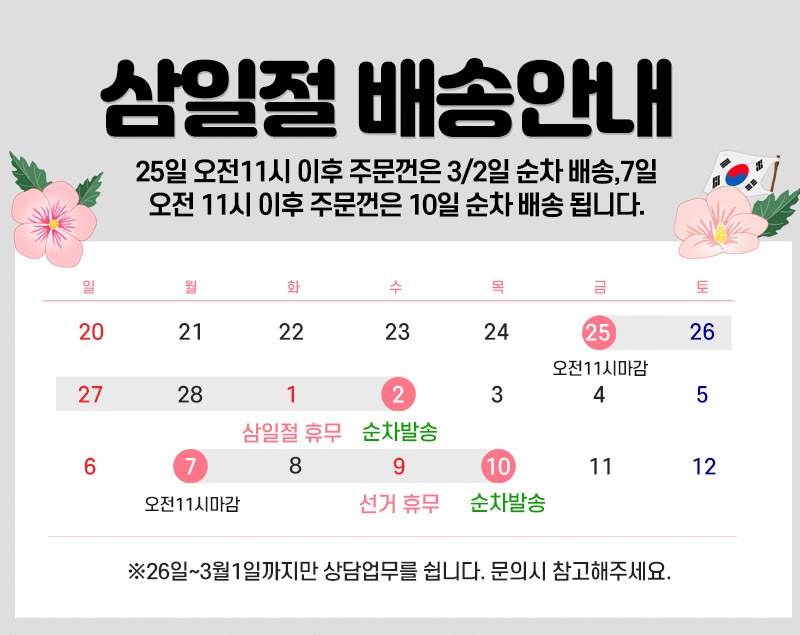 삼일절 배송안내
25일 오전11시 이후 주문껀은 3/2일 순차 배송,7일
오전 11시 이후 주문껀은 10일 순차 배송 됩니다.
일 월 화 수 목 금 토
20 21 22 23 24 25 26
오전11시마감
27 28 1 2 3 4 5
삼일절 휴무 순차발송
6 7 8 9 10 11 12
오전11시마감 선거 휴무 순차발송
※26일~3월1일까지만 상담업무를 쉽니다. 문의시 참고해주세요.